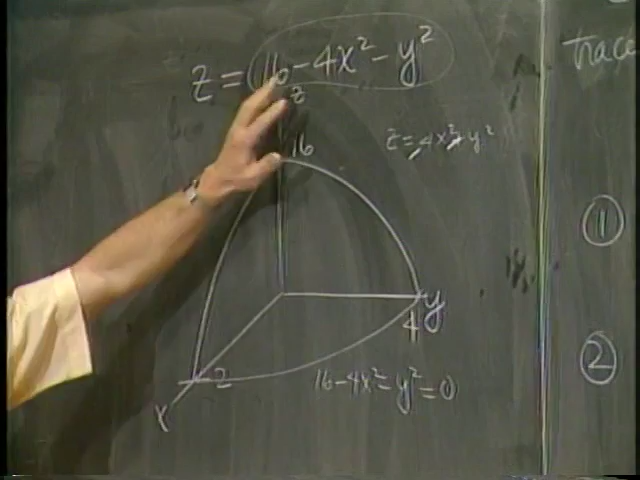 z = 16 - 4x² - y²
z
16
z = 4x² - y²
y
4
2
16 - 4x² - y² = 0
x
trace
1
2